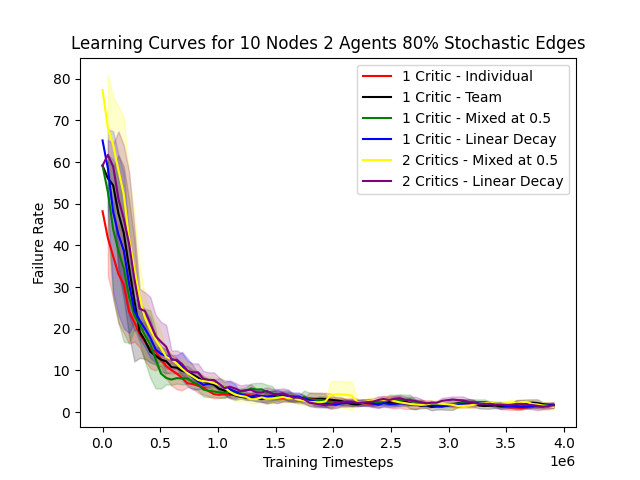 Learning Curves for 10 Nodes 2 Agents 80% Stochastic Edges
Failure Rate
80
70
60
50
40
30
20
10
0
1 Critic - Individual
1 Critic - Team
1 Critic - Mixed at 0.5
1 Critic - Linear Decay
2 Critics - Mixed at 0.5
2 Critics - Linear Decay
0.0 0.5 1.0 1.5 2.0 2.5 3.0 3.5 4.0
1e6
Training Timesteps